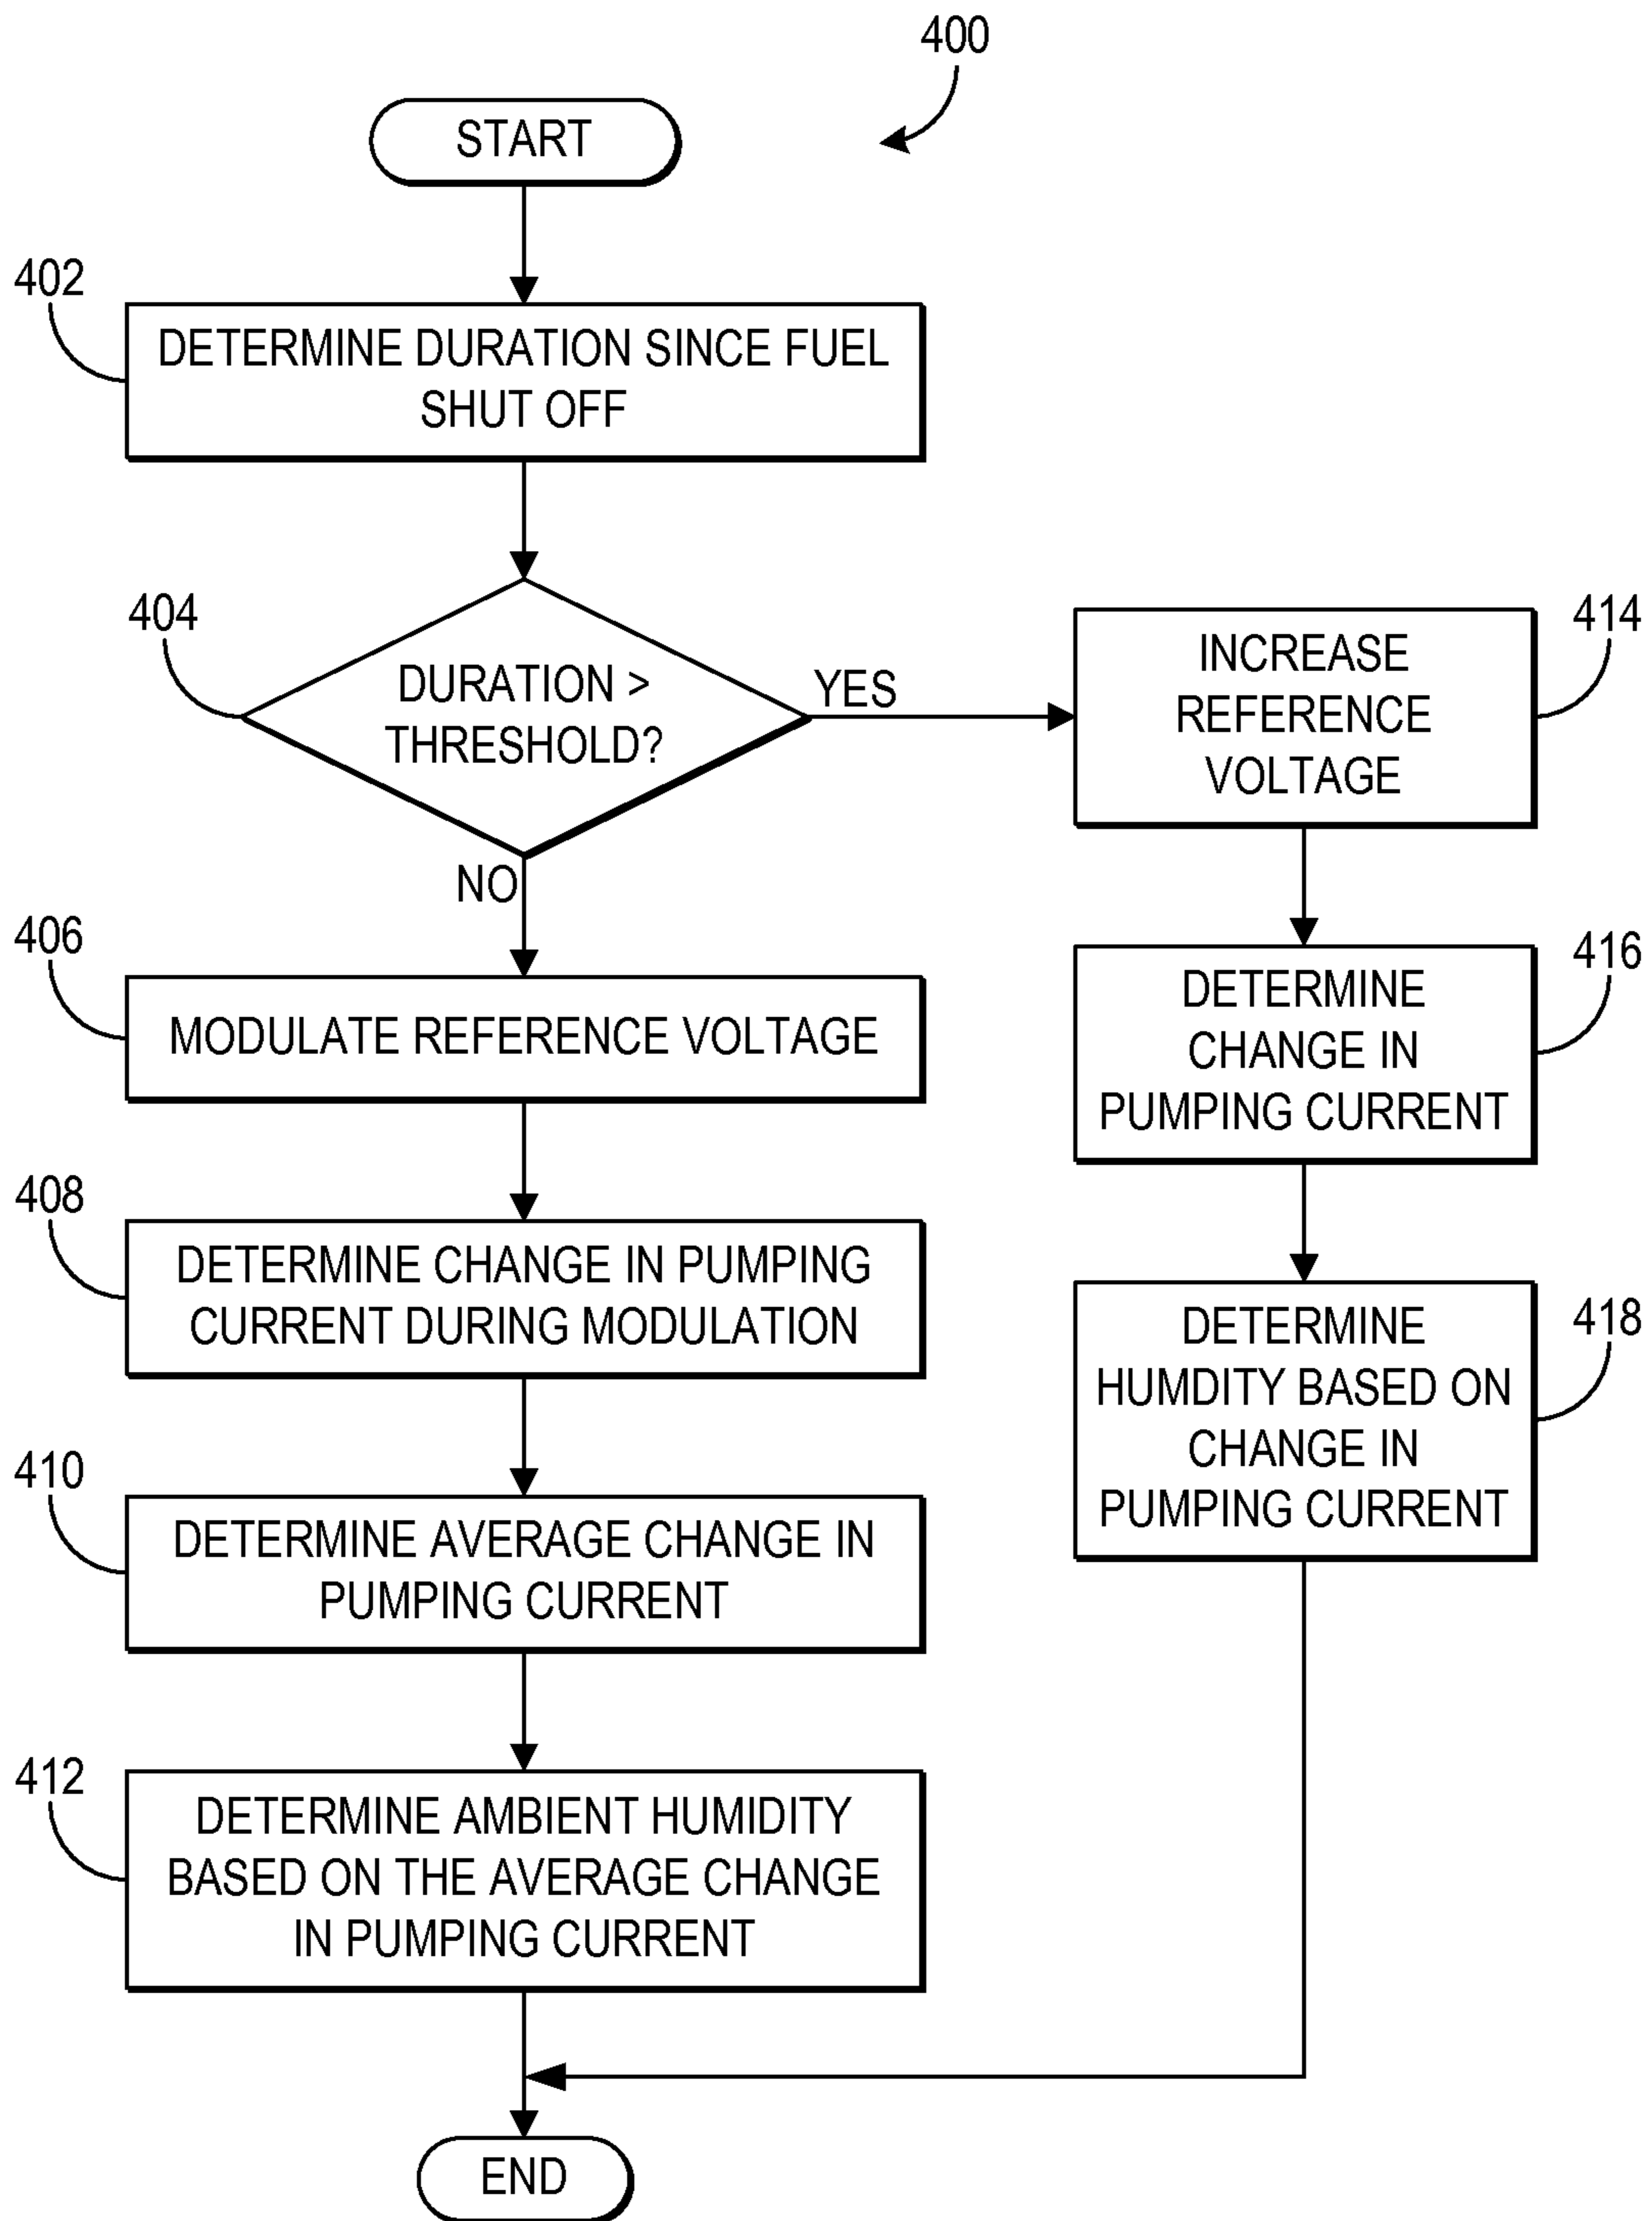 400
START
402
DETERMINE DURATION SINCE FUEL
SHUT OFF
404
DURATION >
THRESHOLD?
YES
NO
406
MODULATE REFERENCE VOLTAGE
408
DETERMINE CHANGE IN PUMPING
CURRENT DURING MODULATION
410
DETERMINE AVERAGE CHANGE IN
PUMPING CURRENT
412
DETERMINE AMBIENT HUMIDITY
BASED ON THE AVERAGE CHANGE
IN PUMPING CURRENT
414
INCREASE
REFERENCE
VOLTAGE
416
DETERMINE
CHANGE IN
PUMPING CURRENT
418
DETERMINE
HUMDITY BASED ON
CHANGE IN
PUMPING CURRENT
END